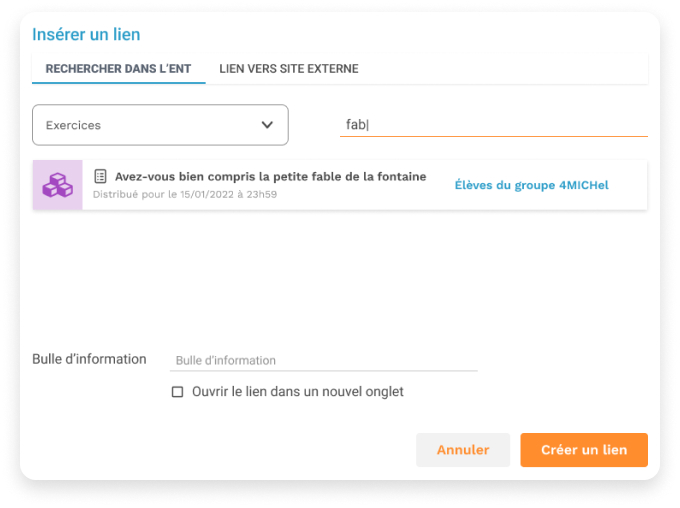 Insérer un lien
RECHERCHER DANS L'ENT LIEN VERS SITE EXTERNE
Exercices fab
Avez-vous bien compris la petite fable de la fontaine
Distribué pour le 15/01/2022 à 23h59
Élèves du groupe 4MICHel
Bulle d'information Bulle d'information
Ouvrir le lien dans un nouvel onglet
Annuler Créer un lien